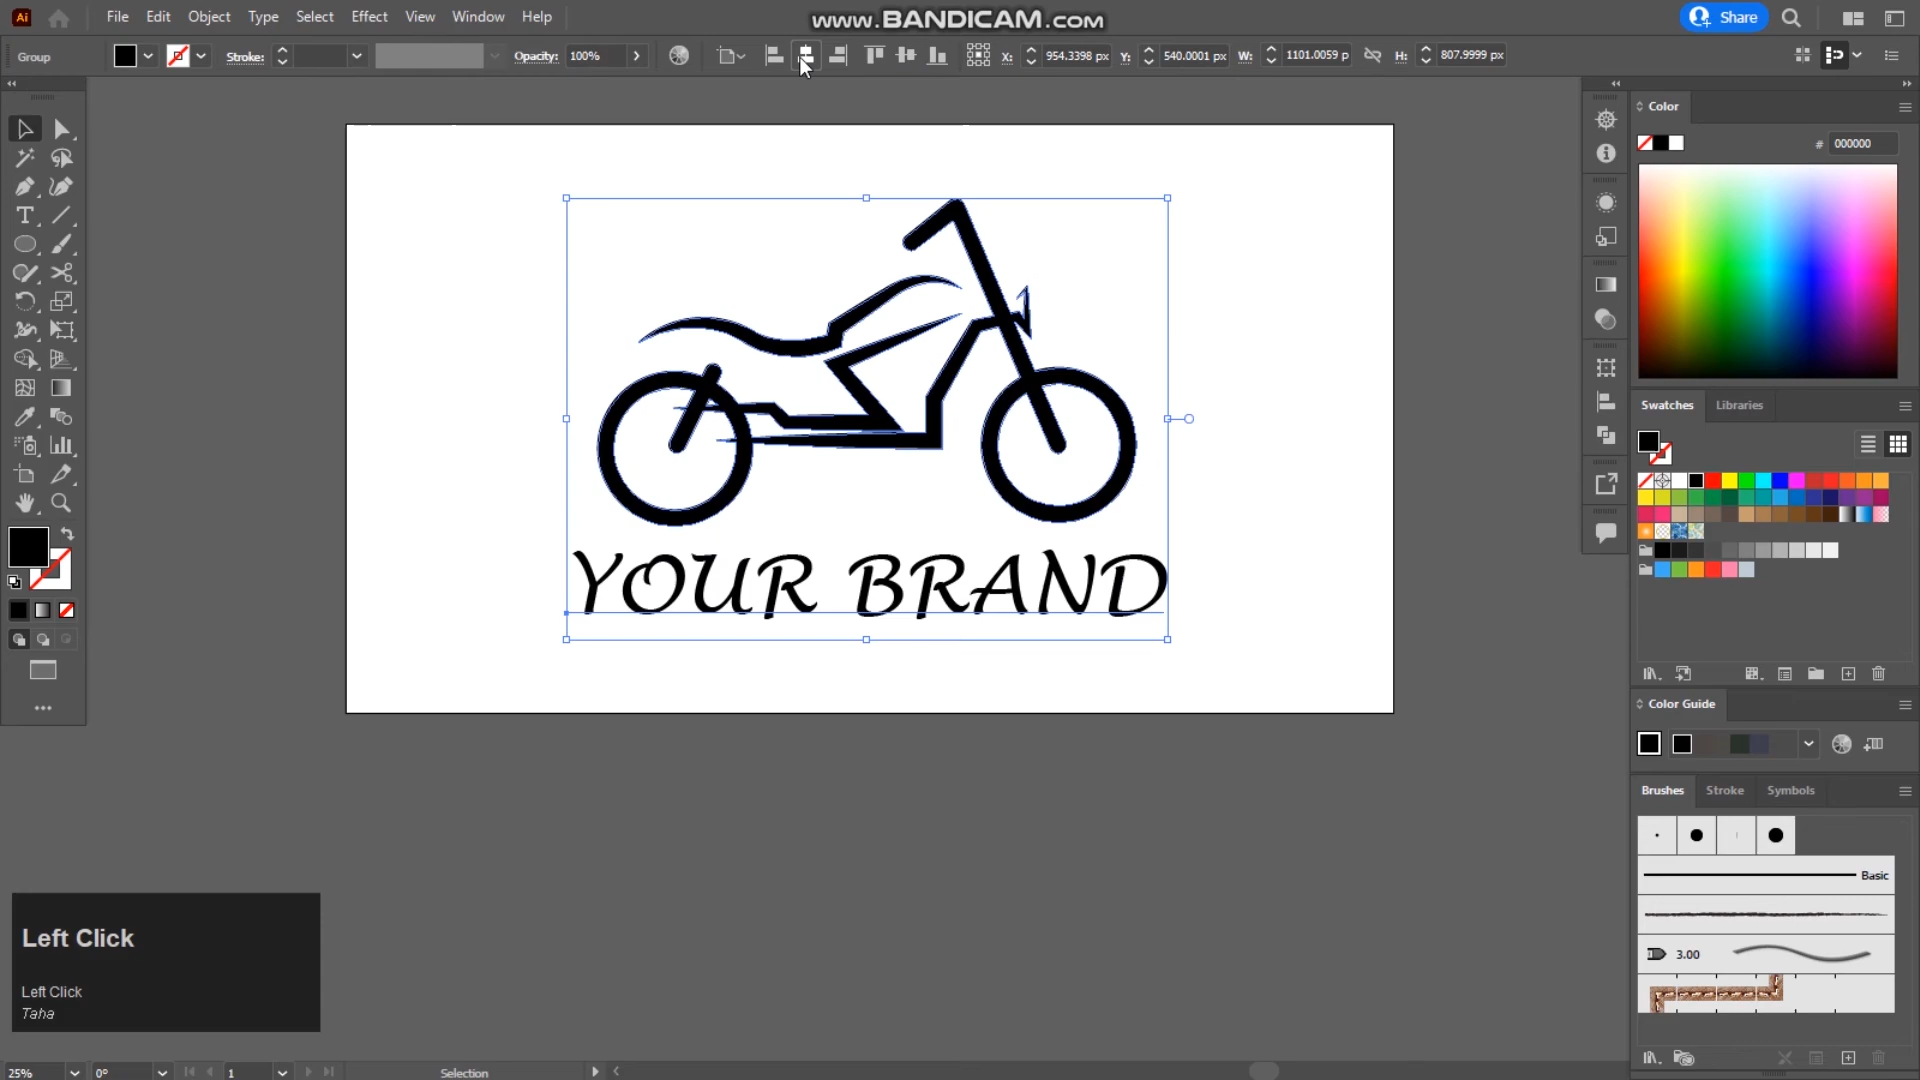 Ai
File Edit Object Type Select Effect View Window Help
www.BANDICAM.com
Share
Group
Stroke:
Opacity: 100%
X: 954.3398 px Y: 540.0001 px W: 1101.0059 p H: 807.9999 px
Color
# 000000
Swatches Libraries
YOUR BRAND
Color Guide
Brushes Stroke Symbols
Basic
3.00
Left Click
Left Click
Taha
25% 0° 1 Selection